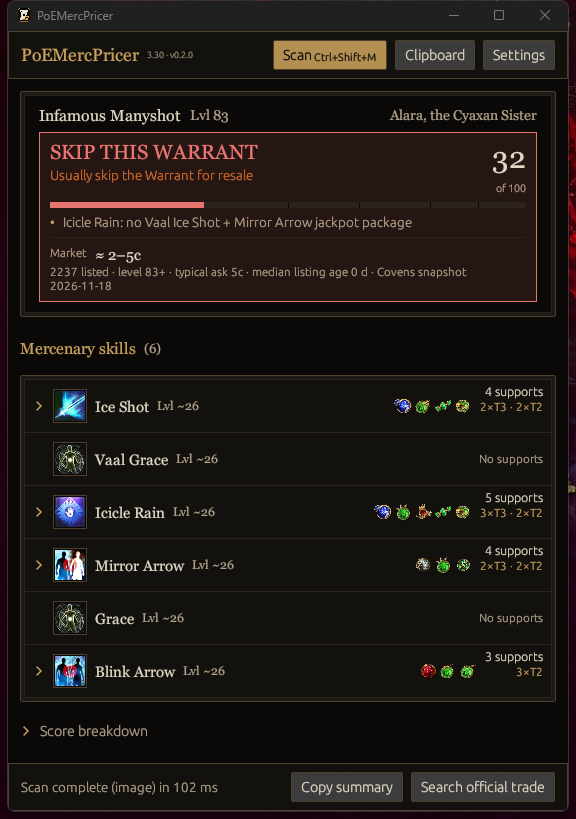 PoEMercPricer
PoEMercPricer 3.30 · v0.2.0 Scan Ctrl+Shift+M Clipboard Settings
Infamous Manyshot Lvl 83 Alara, the Cyaxan Sister
SKIP THIS WARRANT 32
Usually skip the Warrant for resale of 100
• Icicle Rain: no Vaal Ice Shot + Mirror Arrow jackpot package
Market ≈ 2–5c
2237 listed · level 83+ · typical ask 5c · median listing age 0 d · Covens snapshot
2026-11-18
Mercenary skills (6)
Ice Shot Lvl ~26 4 supports
2×T3 · 2×T2
Vaal Grace Lvl ~26 No supports
Icicle Rain Lvl ~26 5 supports
3×T3 · 2×T2
Mirror Arrow Lvl ~26 4 supports
2×T3 · 2×T2
Grace Lvl ~26 No supports
Blink Arrow Lvl ~26 3 supports
3×T2
Score breakdown
Scan complete (image) in 102 ms Copy summary Search official trade